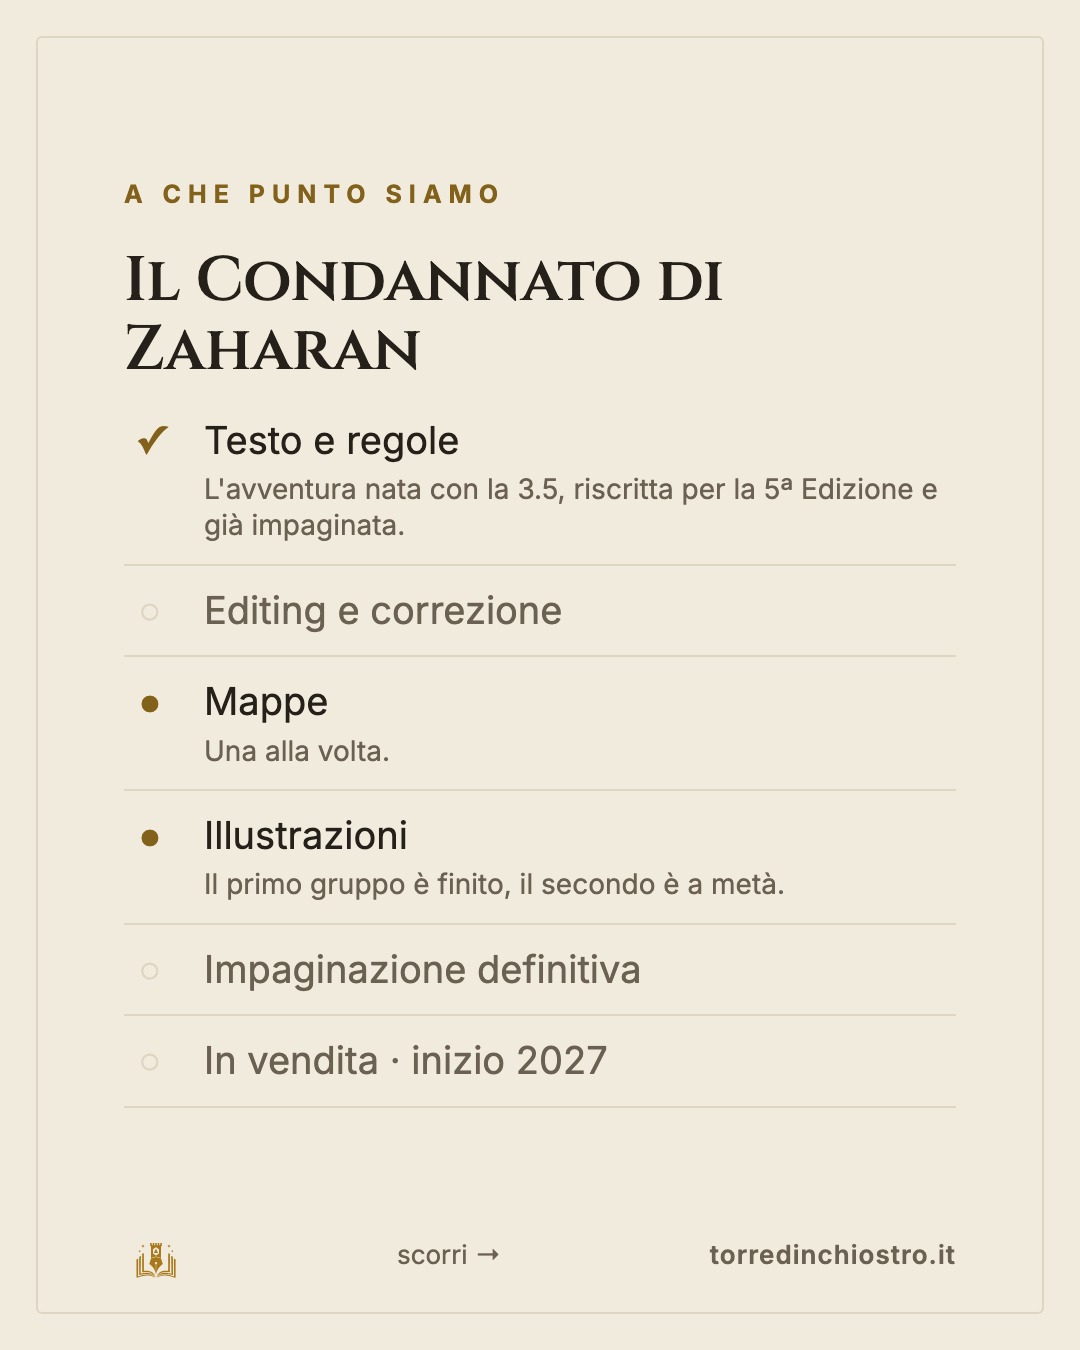 A CHE PUNTO SIAMO
Il Condannato di
Zaharan
✓ Testo e regole
L'avventura nata con la 3.5, riscritta per la 5ª Edizione e
già impaginata.
Editing e correzione
Mappe
Una alla volta.
Illustrazioni
Il primo gruppo è finito, il secondo è a metà.
Impaginazione definitiva
In vendita · inizio 2027
scorri →
torredinchiostro.it